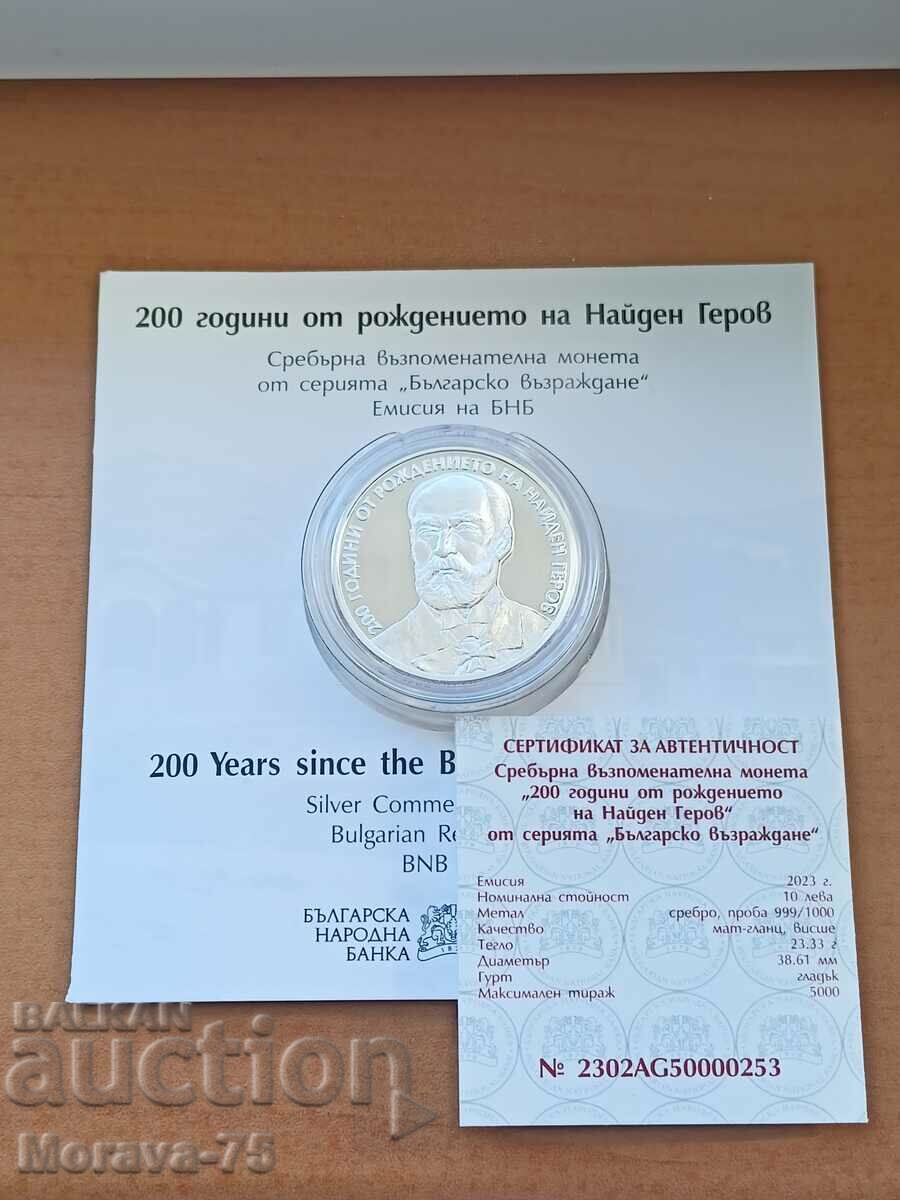 200 години от рождението на Найден Геров
Сребърна възпоменателна монета
от серията „Българско възраждане“
Емисия на БНБ
200 ГОДИНИ ОТ РОЖДЕНИЕТО НА НАЙДЕН ГЕРОВ
200 Years since the B
Silver Comme
Bulgarian Re
BNB
БЪЛГАРСКА
НАРОДНА
БАНКА
СЕРТИФИКАТ ЗА АВТЕНТИЧНОСТ
Сребърна възпоменателна монета
„200 години от рождението
на Найден Геров“
от серията „Българско възраждане“
Емисия 2023 г.
Номинална стойност 10 лева
Метал сребро, проба 999/1000
Качество мат-гланц, висше
Тегло 23.33 г
Диаметър 38.61 мм
Гурт гладък
Максимален тираж 5000
№ 2302AG50000253
BALKAN
auction
Morava-75